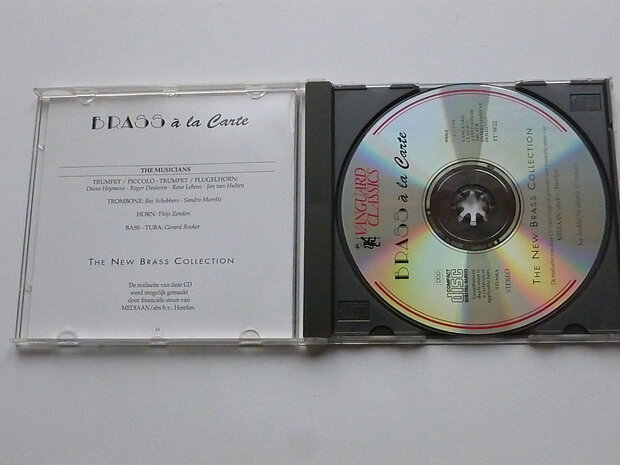 BRASS à la Carte
THE MUSICIANS
TRUMPET / PICCOLO - TRUMPET / FLUGELHORN:
Diana Heymans - Roger Diederen - Rene Lebens - Jan van Hulten
TROMBONE: Bas Schobbers - Sandro Moretti
HORN: Thijs Zenden
BASS - TUBA: Gerard Roeker
THE NEW BRASS COLLECTION
'De realisatie van deze CD
werd mogelijk gemaakt
door financiële steun van
MEDIAAN/abs b.v., Heerlen.
VANGUARD
CLASSICS
BRASS à la Carte
DDD
COMPACT
disc
DIGITAL AUDIO
STEMRA
STEREO
THE NEW BRASS COLLECTION